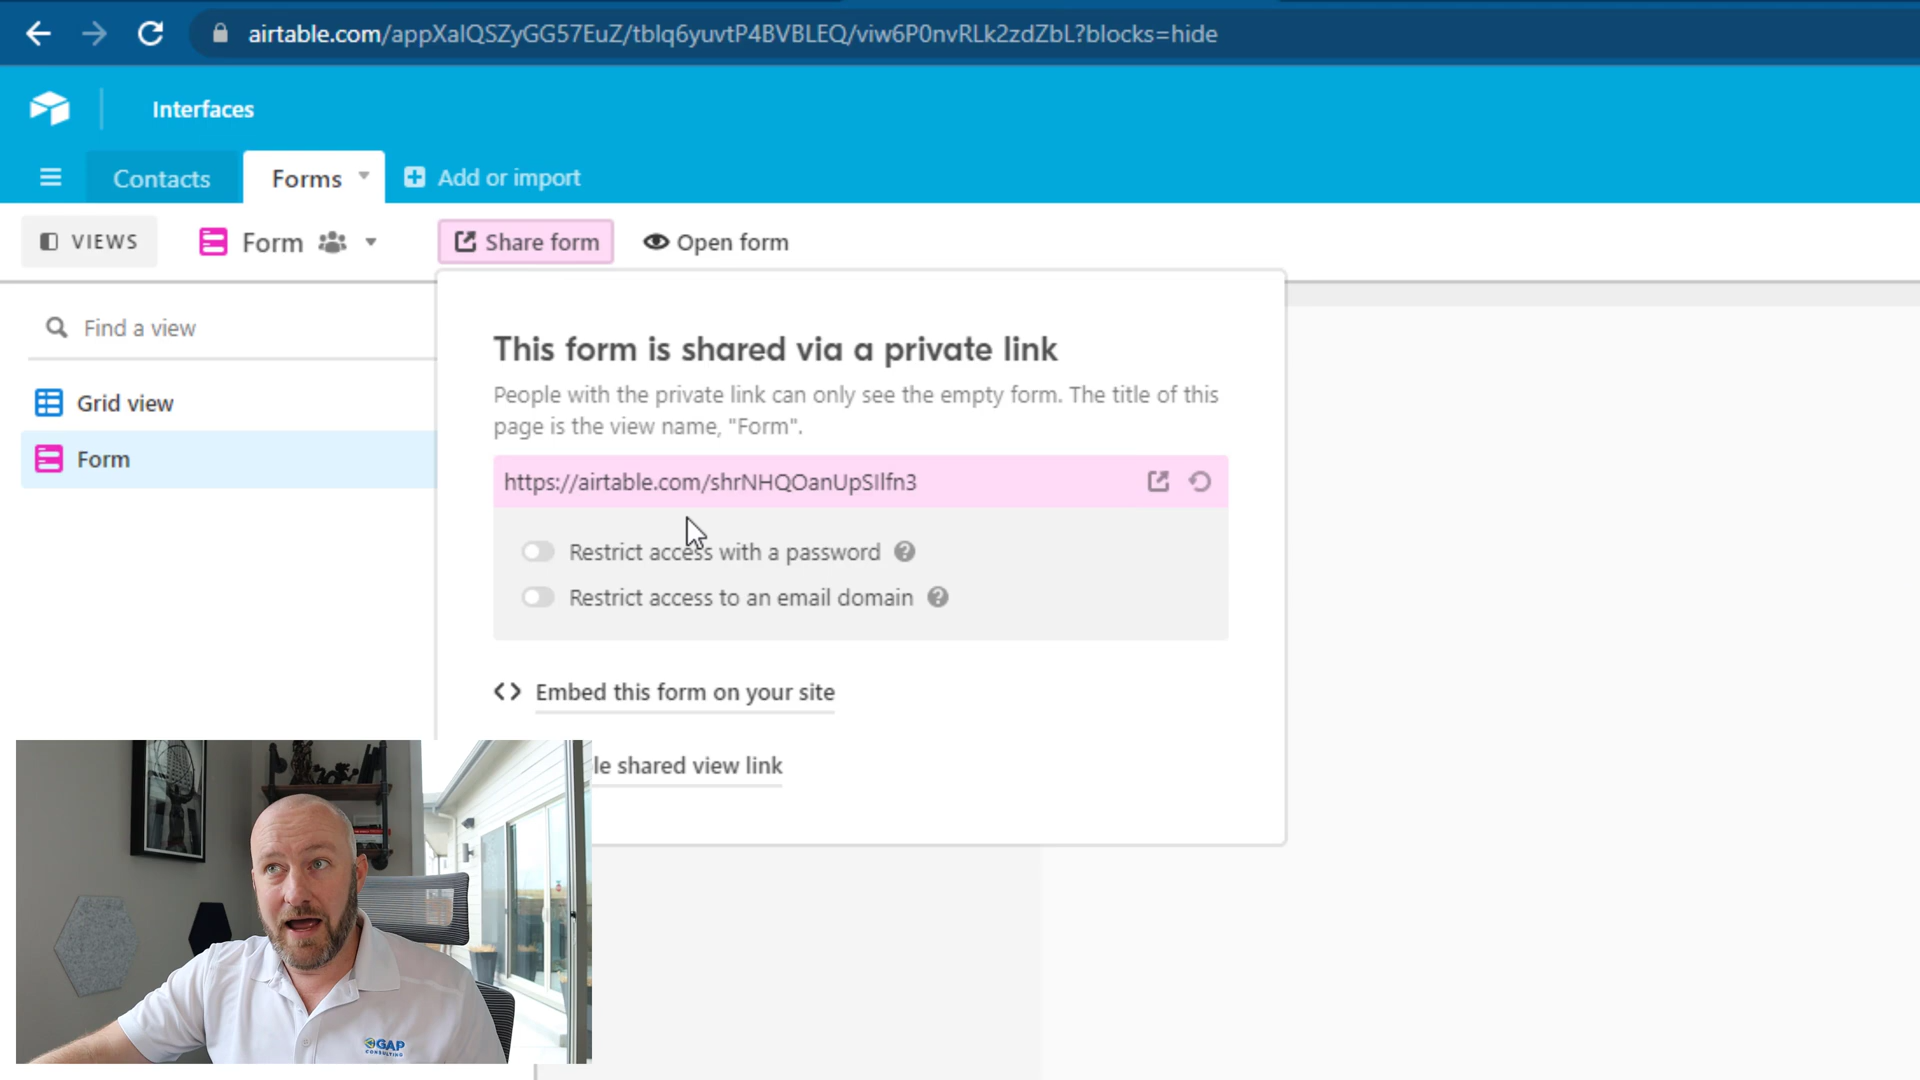 airtable.com/appXaIQSZyGG57EuZ/tblq6yuvtP4BVBLEQ/viw6P0nvRLk2zdZbL?blocks=hide
Interfaces
Contacts
Forms
Add or import
VIEWS
Form
Share form
Open form
Find a view
Grid view
Form
This form is shared via a private link
People with the private link can only see the empty form. The title of this
page is the view name, "Form".
https://airtable.com/shrNHQOanUpSIlfn3
Restrict access with a password
Restrict access to an email domain
Embed this form on your site
le shared view link
GAP
CONSULTING